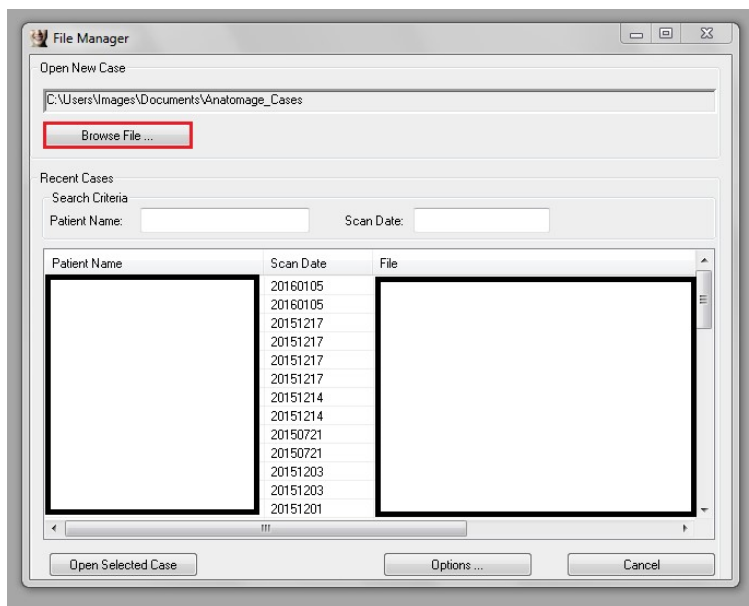 File Manager
Open New Case
C:\Users\Images\Documents\Anatomage_Cases
Browse File ...
Recent Cases
Search Criteria
Patient Name: Scan Date:
Patient Name Scan Date File
20160105
20160105
20151217
20151217
20151217
20151217
20151214
20151214
20150721
20150721
20151203
20151203
20151201
Open Selected Case Options ... Cancel